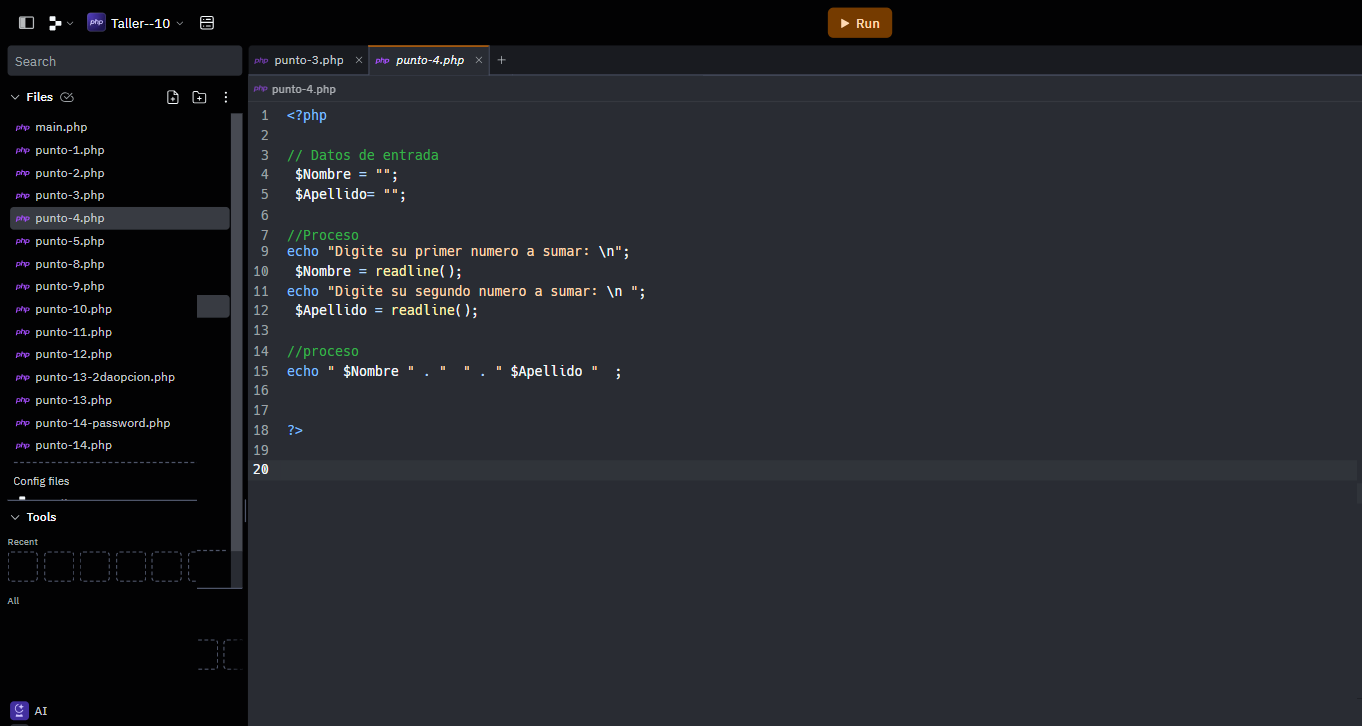 php Taller--10
Run
Search
php punto-3.php
php punto-4.php
php punto-4.php
Files
php main.php
php punto-1.php
php punto-2.php
php punto-3.php
php punto-4.php
php punto-5.php
php punto-8.php
php punto-9.php
php punto-10.php
php punto-11.php
php punto-12.php
php punto-13-2daopcion.php
php punto-13.php
php punto-14-password.php
php punto-14.php
Config files
Tools
Recent
All
AI
1 <?php
2
3 // Datos de entrada
4 $Nombre = "";
5 $Apellido= "";
6
7 //Proceso
9 echo "Digite su primer numero a sumar: \n";
10 $Nombre = readline();
11 echo "Digite su segundo numero a sumar: \n ";
12 $Apellido = readline();
13
14 //proceso
15 echo " $Nombre " . "  " . " $Apellido "  ;
16
17
18 ?>
19
20